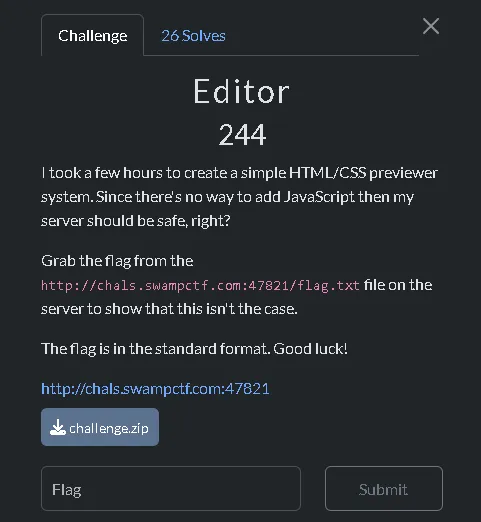 Challenge
26 Solves
Editor
244
I took a few hours to create a simple HTML/CSS previewer
system. Since there's no way to add JavaScript then my
server should be safe, right?
Grab the flag from the
http://chals.swampctf.com:47821/flag.txt file on the
server to show that this isn't the case.
The flag is in the standard format. Good luck!
http://chals.swampctf.com:47821
challenge.zip
Flag
Submit